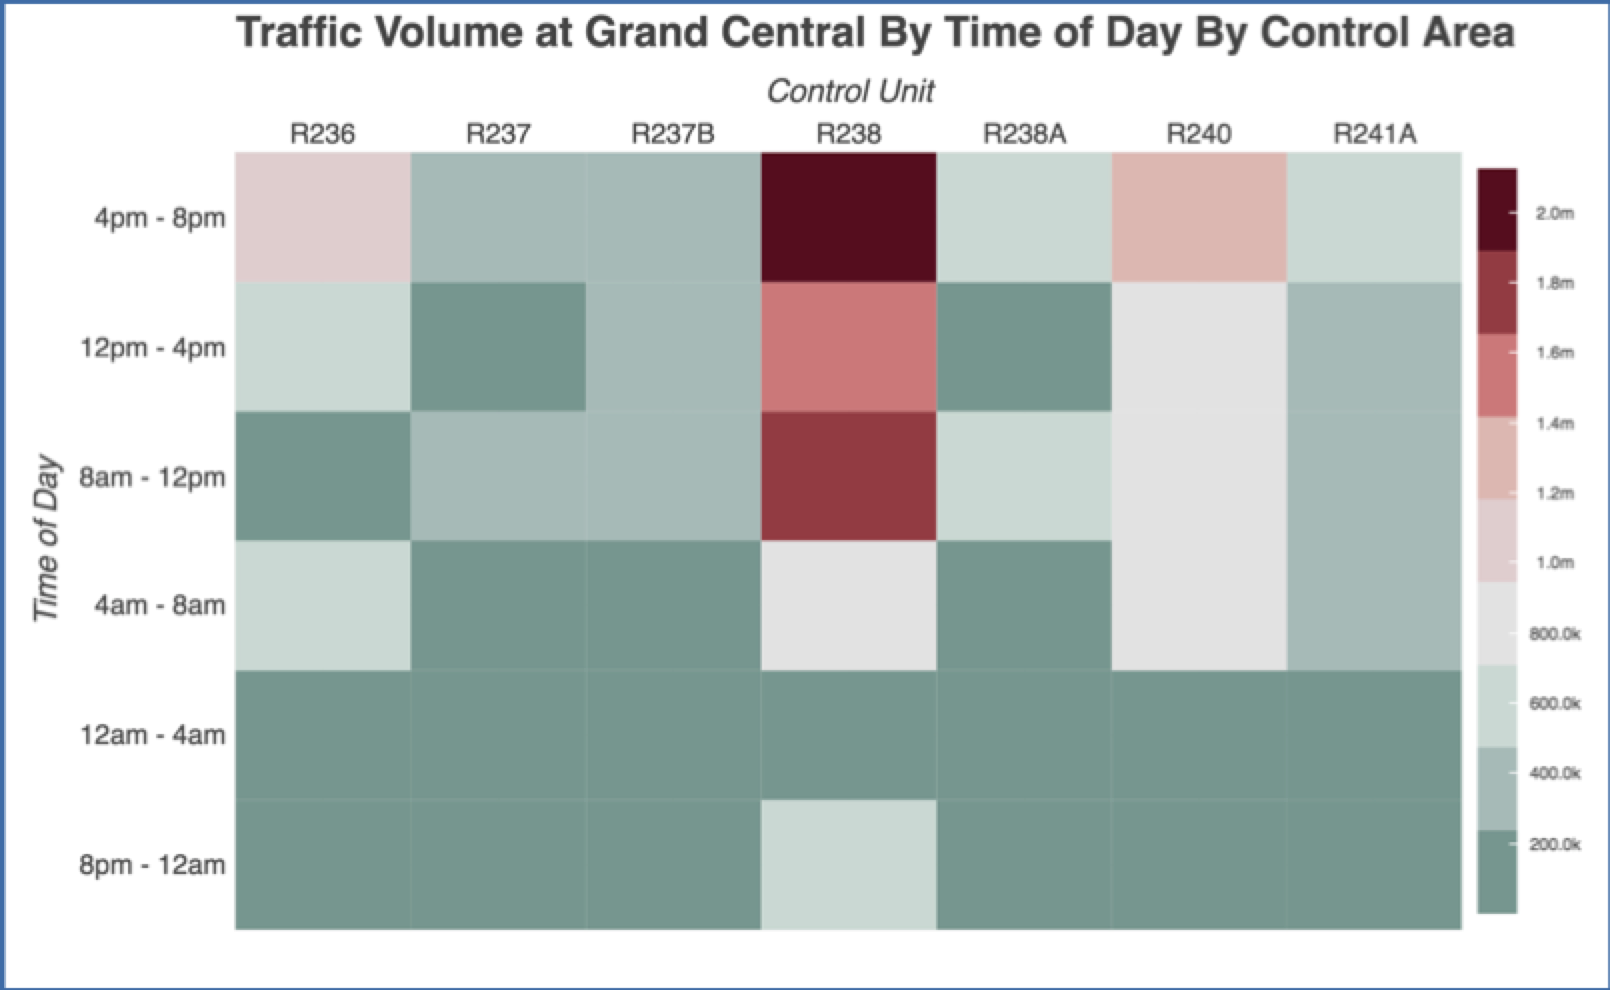 Traffic Volume at Grand Central By Time of Day By Control Area
Control Unit
R236 R237 R237B R238 R238A R240 R241A
Time of Day
4pm - 8pm
12pm - 4pm
8am - 12pm
4am - 8am
12am - 4am
8pm - 12am
2.0m
1.8m
1.6m
1.4m
1.2m
1.0m
800.0k
600.0k
400.0k
200.0k